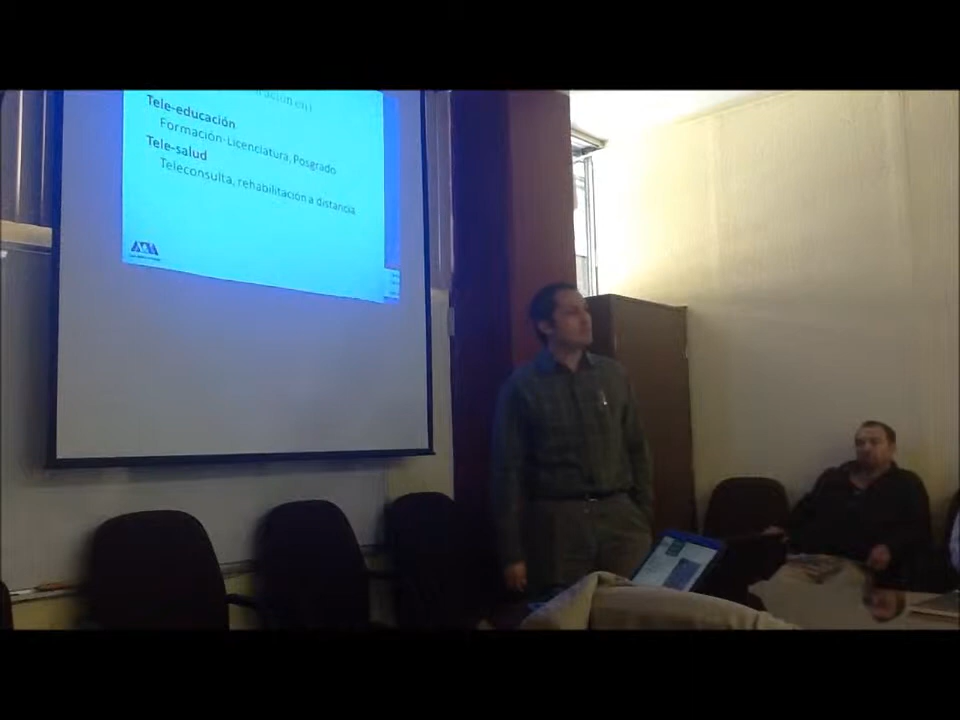 Tele-educación
Formación-Licenciatura, Posgrado
Tele-salud
Teleconsulta, rehabilitación a distancia